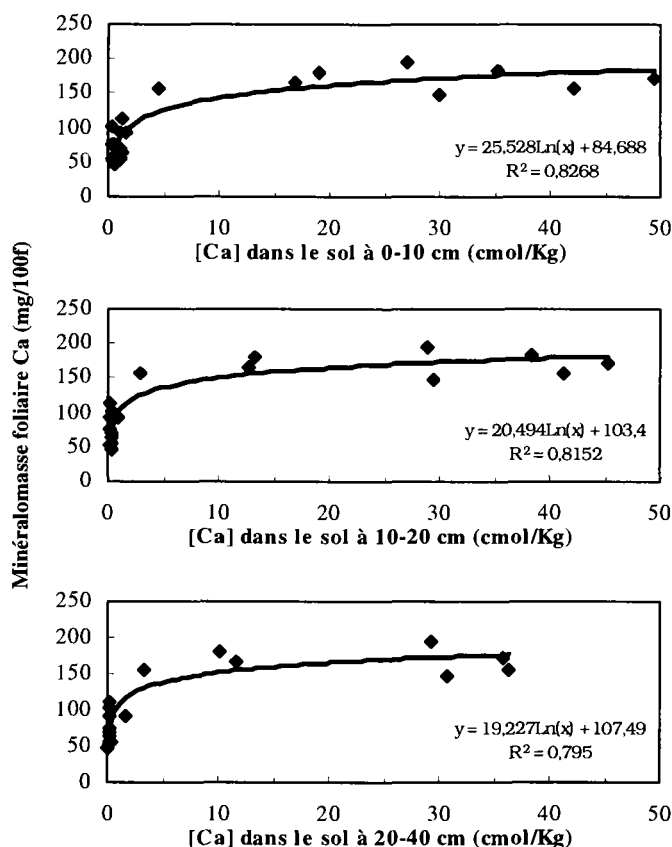 Minéralomasse foliaire Ca (mg/100f)
250
200
150
100
50
0
y = 25,528Ln(x) + 84,688
R² = 0,8268
0 10 20 30 40 50
[Ca] dans le sol à 0-10 cm (cmol/Kg)
250
200
150
100
50
0
y = 20,494Ln(x) + 103,4
R² = 0,8152
0 10 20 30 40 50
[Ca] dans le sol à 10-20 cm (cmol/Kg)
250
200
150
100
50
0
y = 19,227Ln(x) + 107,49
R² = 0,795
0 10 20 30 40 50
[Ca] dans le sol à 20-40 cm (cmol/Kg)